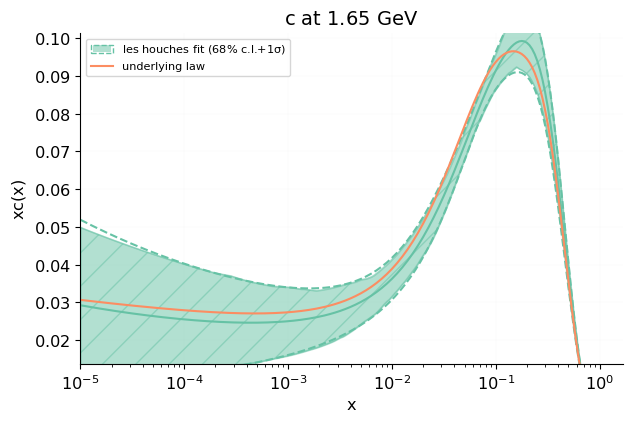 c at 1.65 GeV
les houches fit (68% c.l.+1σ)
underlying law
0.10
0.09
0.08
0.07
0.06
0.05
0.04
0.03
0.02
xc(x)
10⁻⁵ 10⁻⁴ 10⁻³ 10⁻² 10⁻¹ 10⁰
x